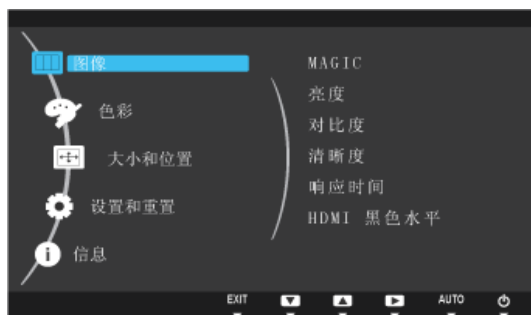 图像
色彩
大小和位置
设置和重置
信息
MAGIC
亮度
对比度
清晰度
响应时间
HDMI 黑色水平
EXIT AUTO